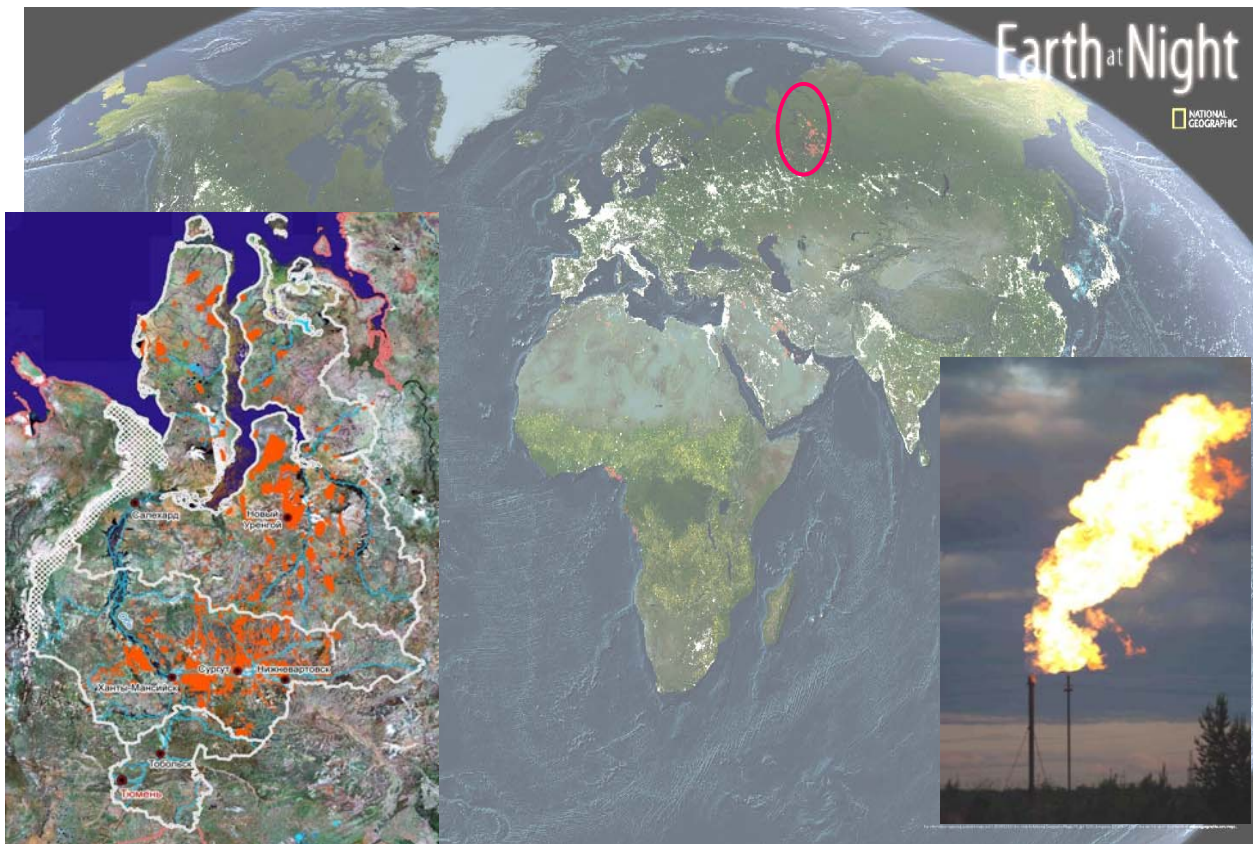 Earth at Night
NATIONAL
GEOGRAPHIC
Салехард
Новый
Уренгой
Сургут
Нижневартовск
Ханты-Мансийск
Тобольск
Тюмень